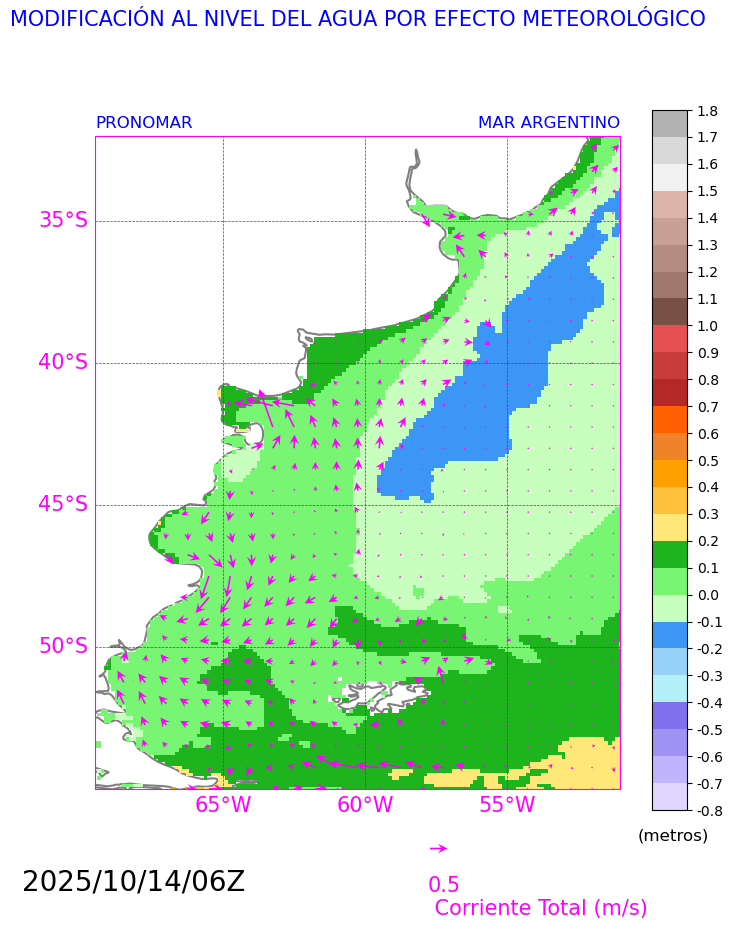 MODIFICACIÓN AL NIVEL DEL AGUA POR EFECTO METEOROLÓGICO
PRONOMAR
MAR ARGENTINO
35°S
40°S
45°S
50°S
65°W
60°W
55°W
1.8
1.7
1.6
1.5
1.4
1.3
1.2
1.1
1.0
0.9
0.8
0.7
0.6
0.5
0.4
0.3
0.2
0.1
0.0
-0.1
-0.2
-0.3
-0.4
-0.5
-0.6
-0.7
-0.8
(metros)
2025/10/14/06Z
0.5
Corriente Total (m/s)